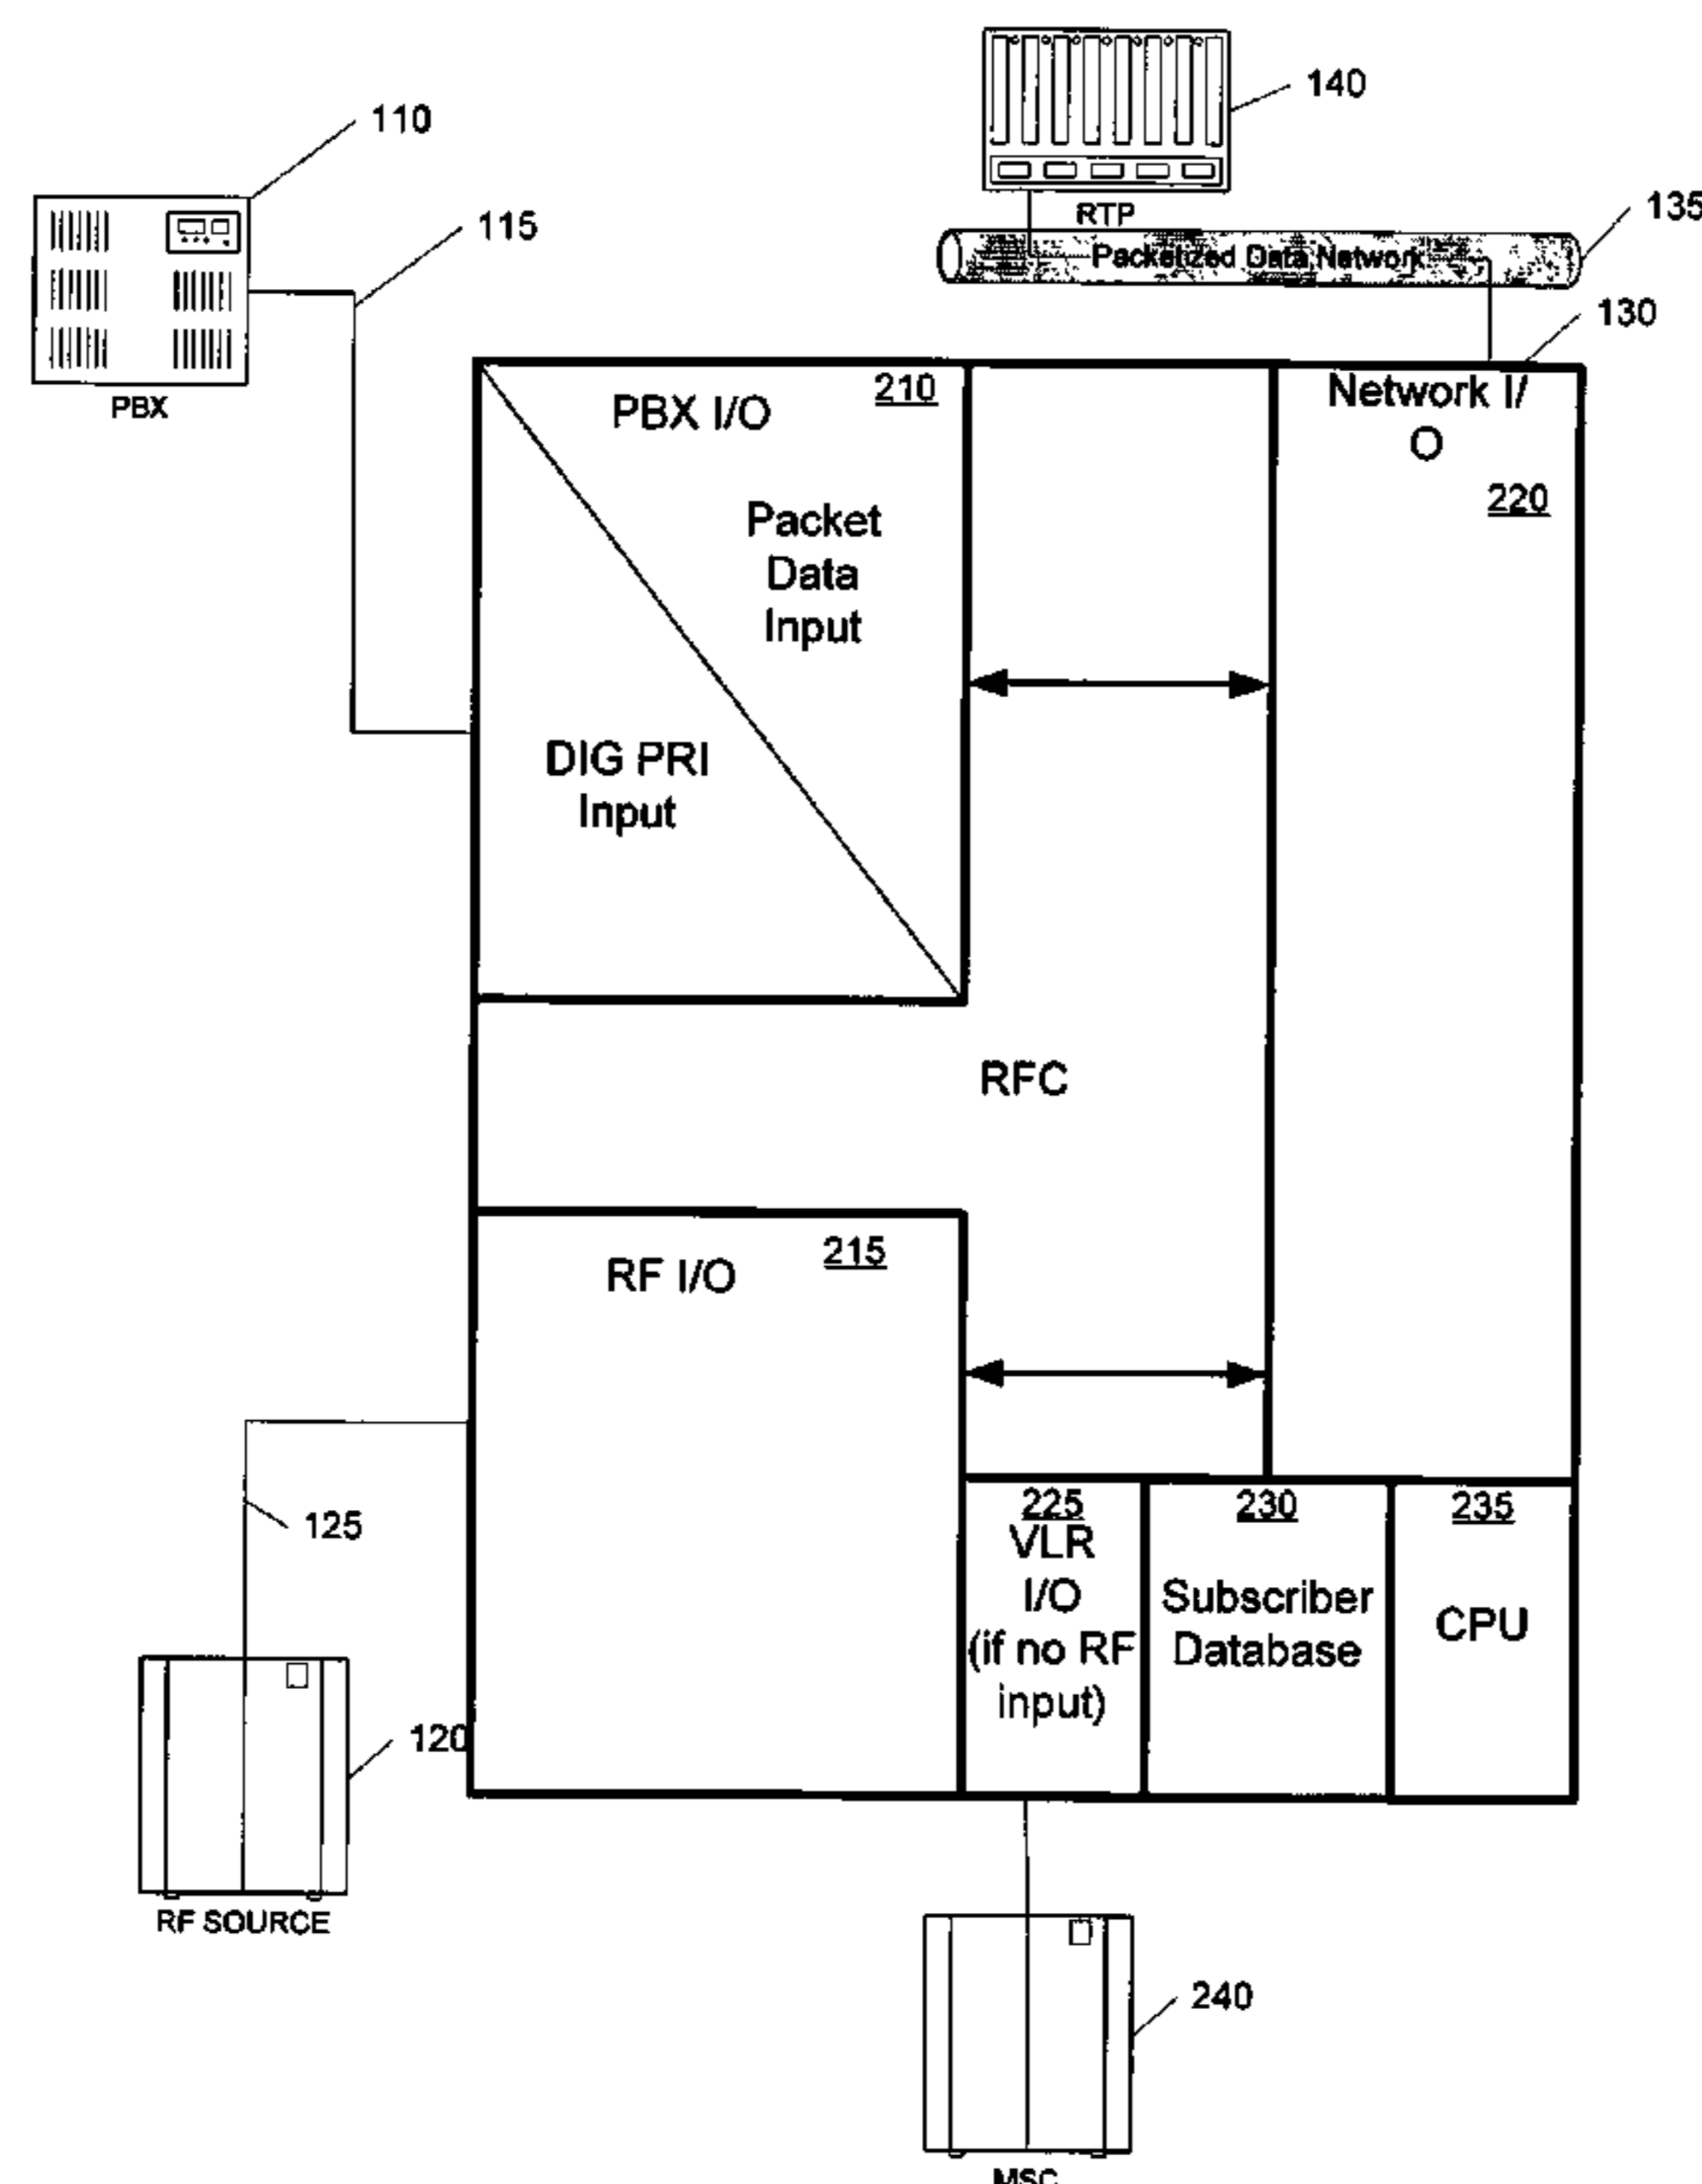 140
110
RTP
135
115
Packetized Data Network
130
PBX
PBX I/O
210
Network I/
O
220
Packet
Data
Input
DIG PRI
Input
RFC
RF I/O
215
125
225
VLR
I/O
(if no RF
input)
230
Subscriber
Database
235
CPU
120
RF SOURCE
240
MSC